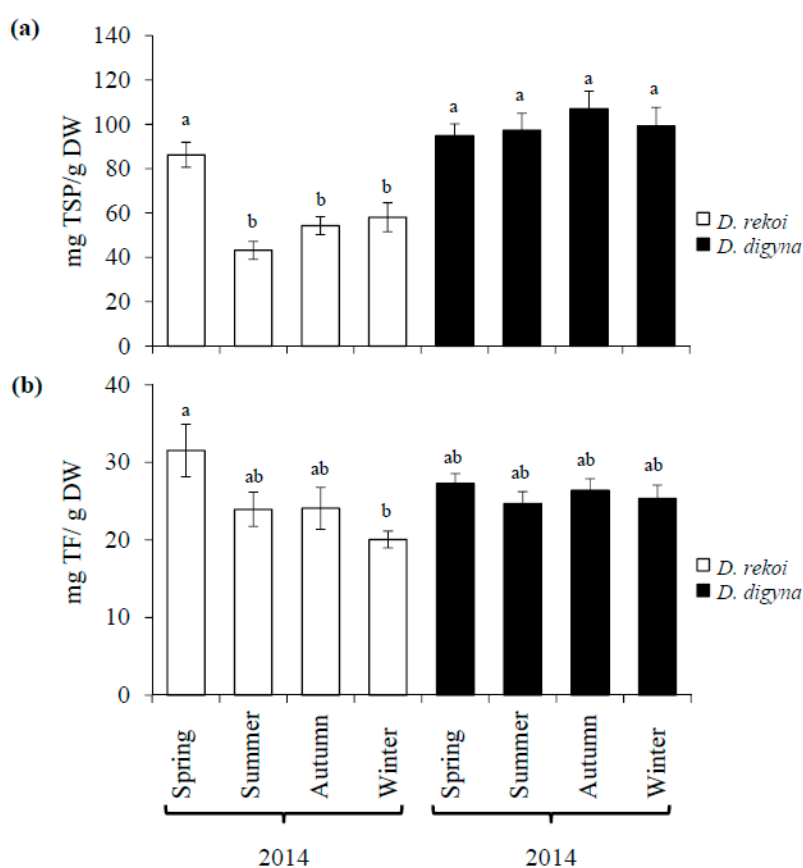 (a)
140
120
100
80
60
40
20
0
mg TSP/g DW
a
b
b
b
a
a
a
a
D. rekoi
D. digyna
(b)
40
30
20
10
0
mg TF/ g DW
a
ab
ab
b
ab
ab
ab
ab
D. rekoi
D. digyna
Spring
Summer
Autumn
Winter
Spring
Summer
Autumn
Winter
2014
2014